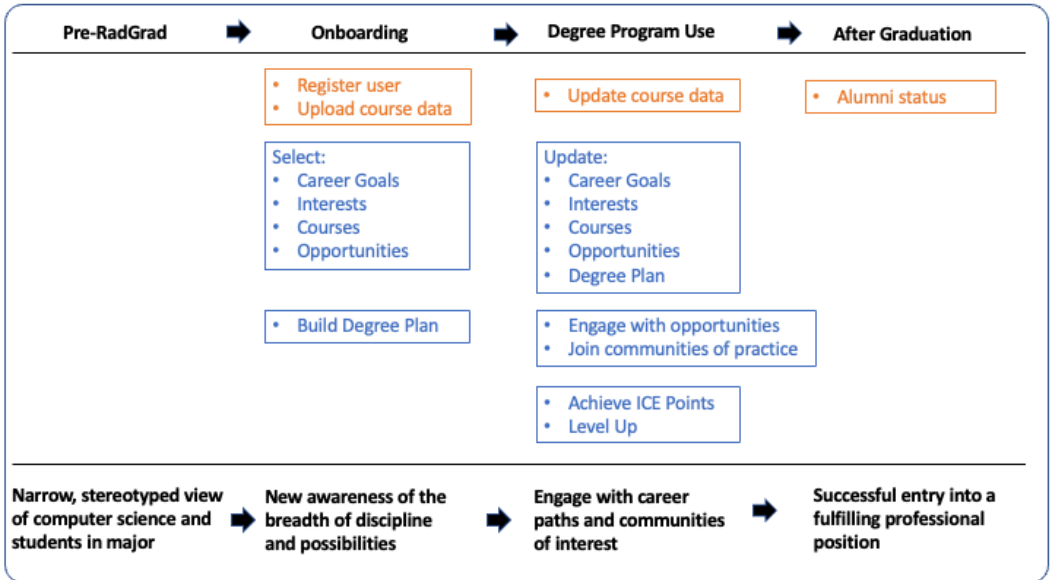 Pre-RadGrad
Onboarding
Degree Program Use
After Graduation
• Register user
• Upload course data
• Update course data
• Alumni status
Select:
• Career Goals
• Interests
• Courses
• Opportunities
Update:
• Career Goals
• Interests
• Courses
• Opportunities
• Degree Plan
• Build Degree Plan
• Engage with opportunities
• Join communities of practice
• Achieve ICE Points
• Level Up
Narrow, stereotyped view
of computer science and
students in major
New awareness of the
breadth of discipline
and possibilities
Engage with career
paths and communities
of interest
Successful entry into a
fulfilling professional
position